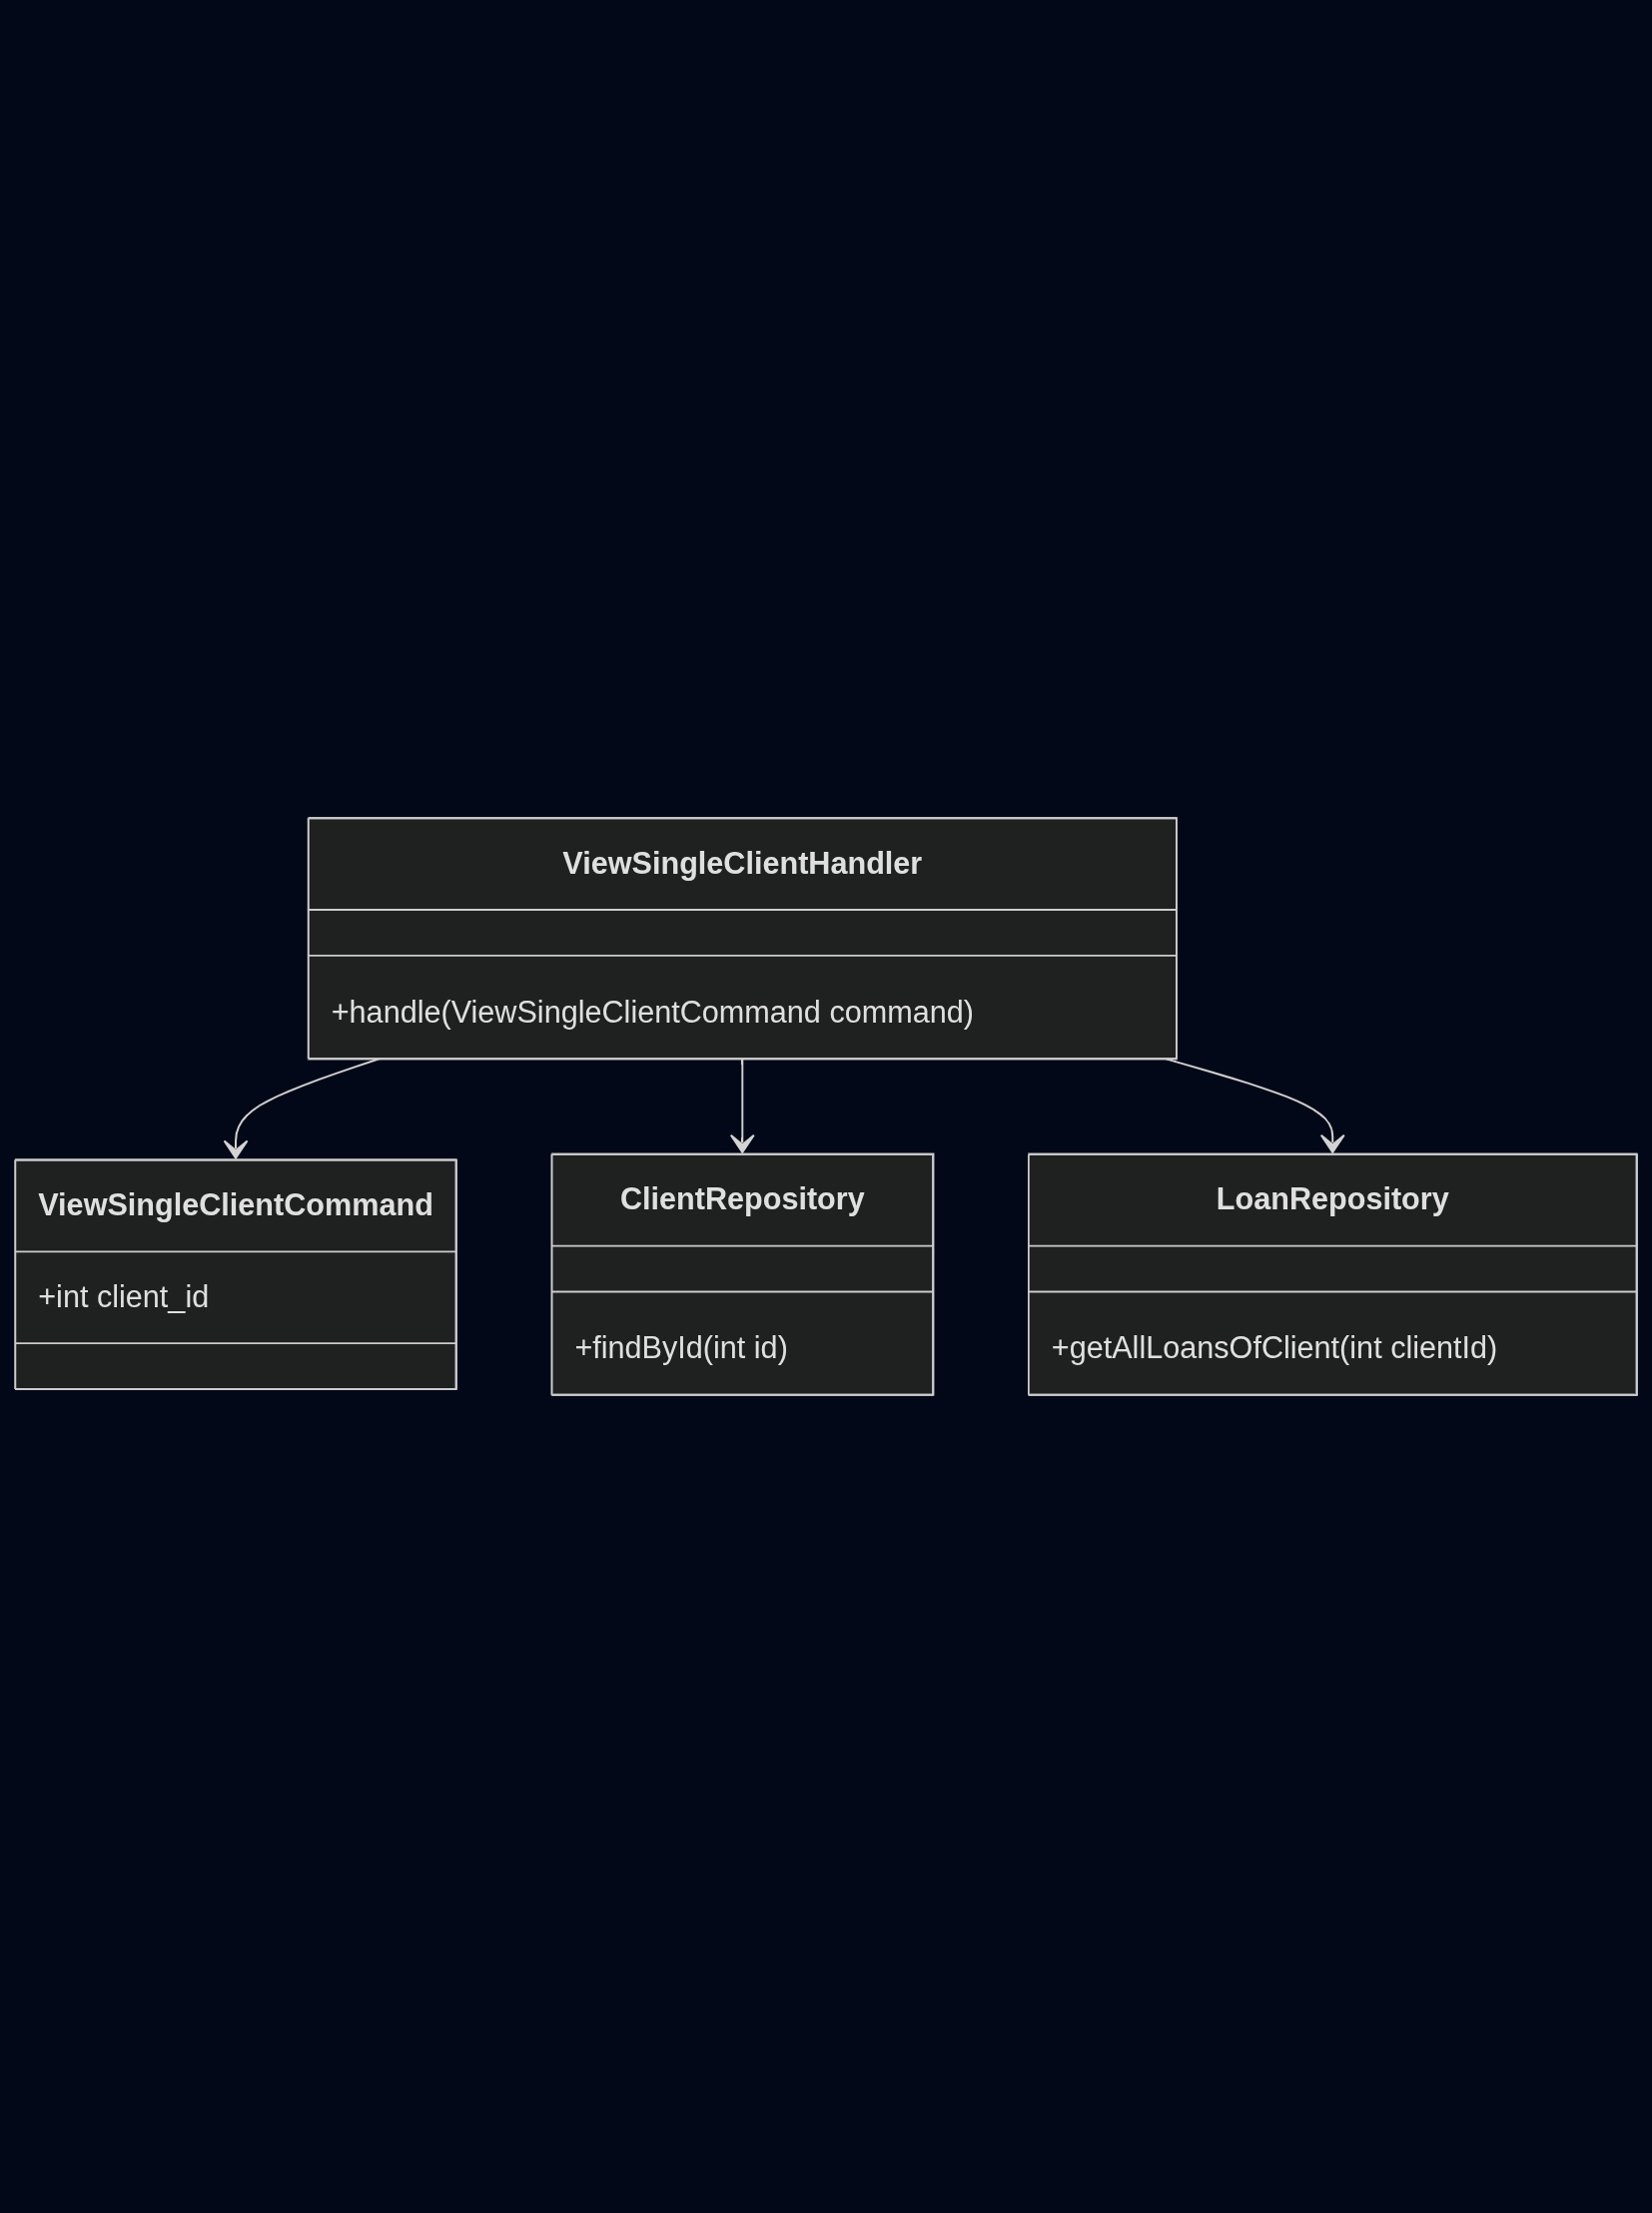 ViewSingleClientHandler
+handle(ViewSingleClientCommand command)
ViewSingleClientCommand
+int client_id
ClientRepository
+findById(int id)
LoanRepository
+getAllLoansOfClient(int clientId)